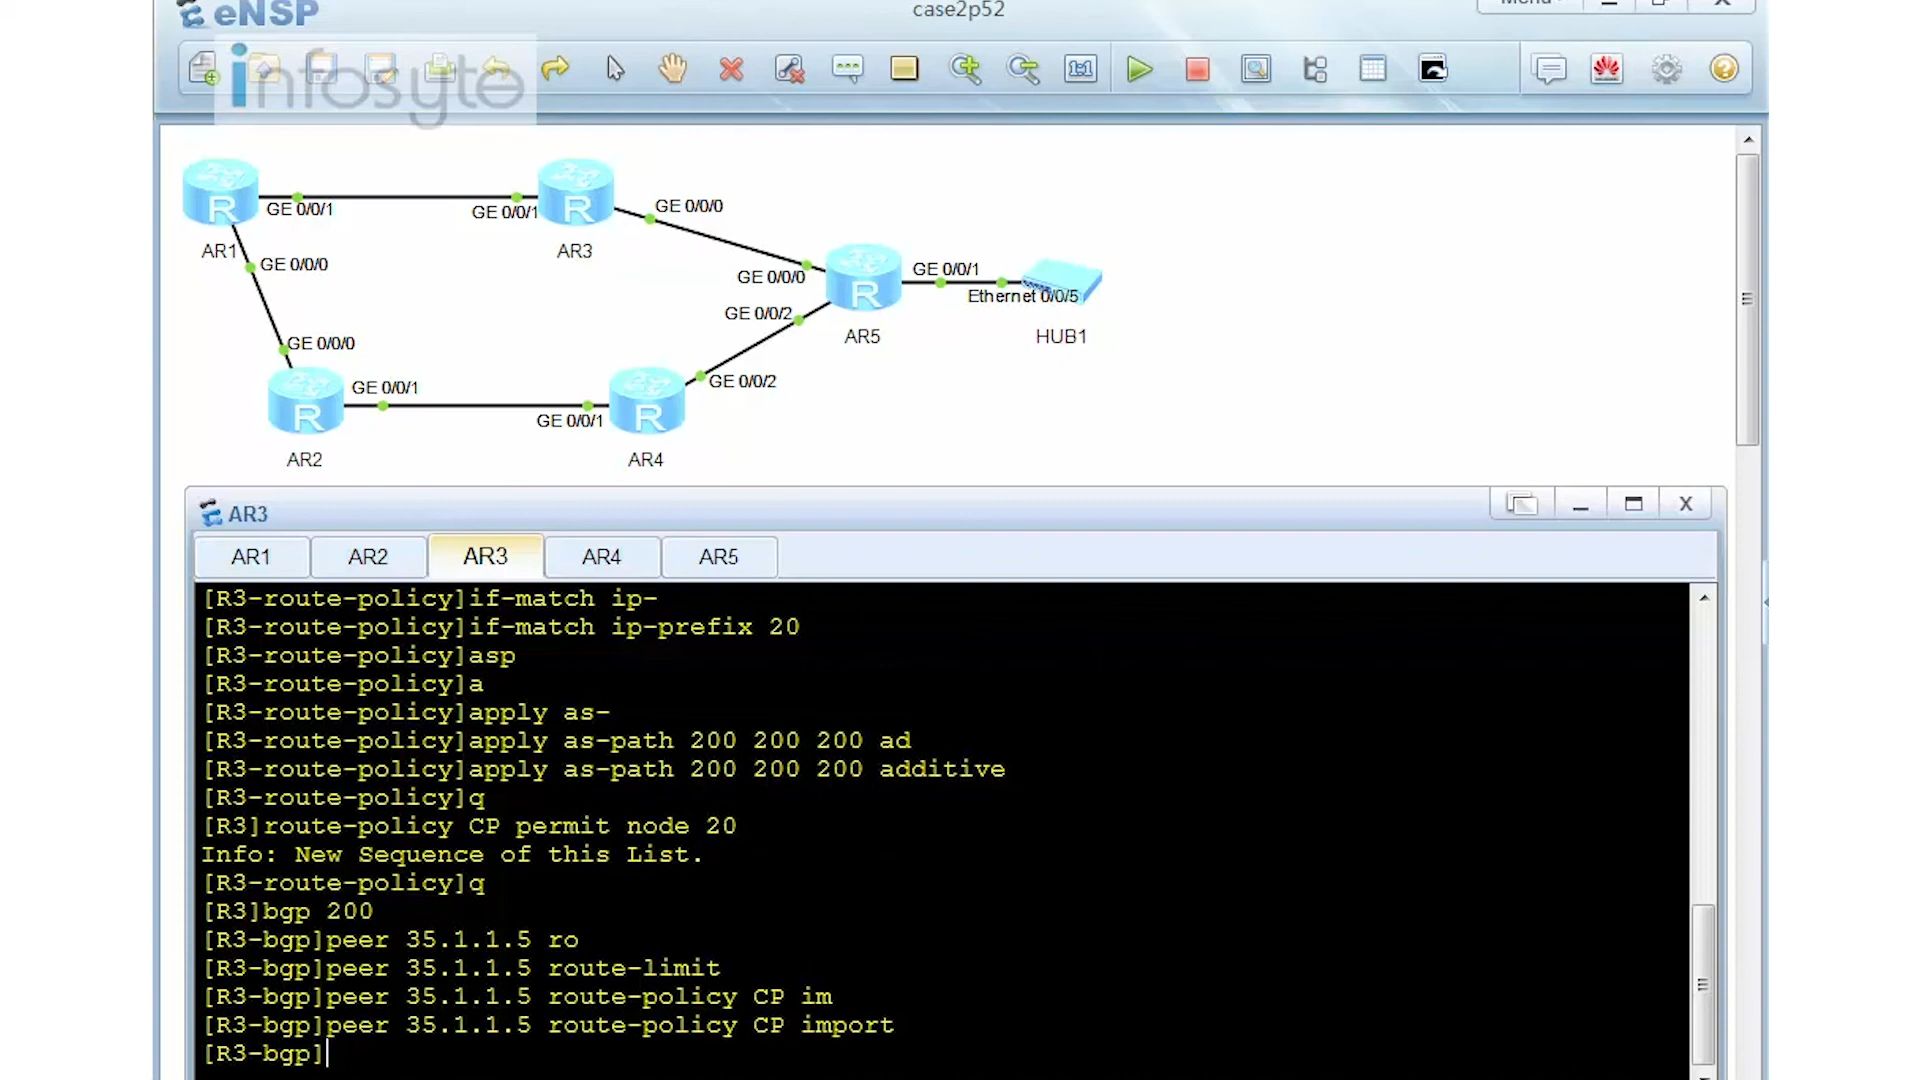 eNSP
case2p52
Menu
infosyte
GE 0/0/1
GE 0/0/1
GE 0/0/0
AR1
GE 0/0/0
AR3
GE 0/0/0
GE 0/0/1
Ethernet 0/0/5
GE 0/0/2
AR5
HUB1
GE 0/0/0
GE 0/0/1
GE 0/0/2
GE 0/0/1
AR2
AR4
R
R
R
R
R
AR3
AR1
AR2
AR3
AR4
AR5
[R3-route-policy]if-match ip-
[R3-route-policy]if-match ip-prefix 20
[R3-route-policy]asp
[R3-route-policy]a
[R3-route-policy]apply as-
[R3-route-policy]apply as-path 200 200 200 ad
[R3-route-policy]apply as-path 200 200 200 additive
[R3-route-policy]q
[R3]route-policy CP permit node 20
Info: New Sequence of this List.
[R3-route-policy]q
[R3]bgp 200
[R3-bgp]peer 35.1.1.5 ro
[R3-bgp]peer 35.1.1.5 route-limit
[R3-bgp]peer 35.1.1.5 route-policy CP im
[R3-bgp]peer 35.1.1.5 route-policy CP import
[R3-bgp]